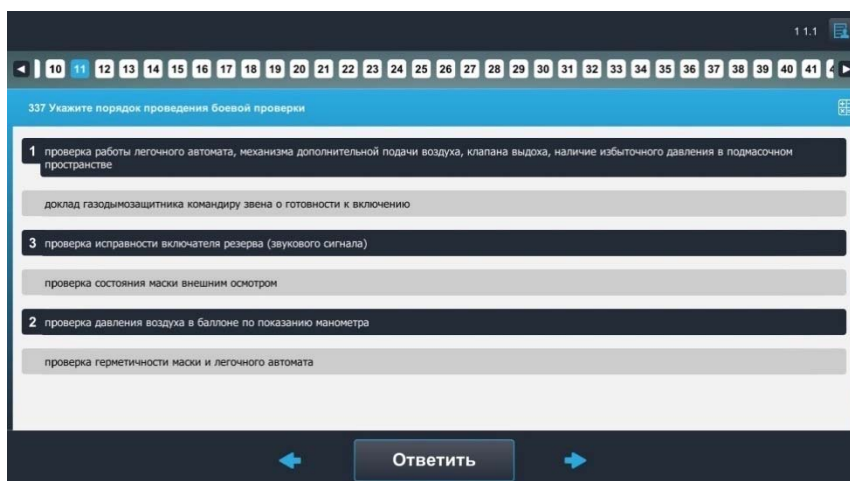 1 1.1
10 11 12 13 14 15 16 17 18 19 20 21 22 23 24 25 26 27 28 29 30 31 32 33 34 35 36 37 38 39 40 41
337 Укажите порядок проведения боевой проверки
1 проверка работы легочного автомата, механизма дополнительной подачи воздуха, клапана выдоха, наличие избыточного давления в подмасочном
пространстве
доклад газодымозащитника командиру звена о готовности к включению
3 проверка исправности включателя резерва (звукового сигнала)
проверка состояния маски внешним осмотром
2 проверка давления воздуха в баллоне по показанию манометра
проверка герметичности маски и легочного автомата
Ответить